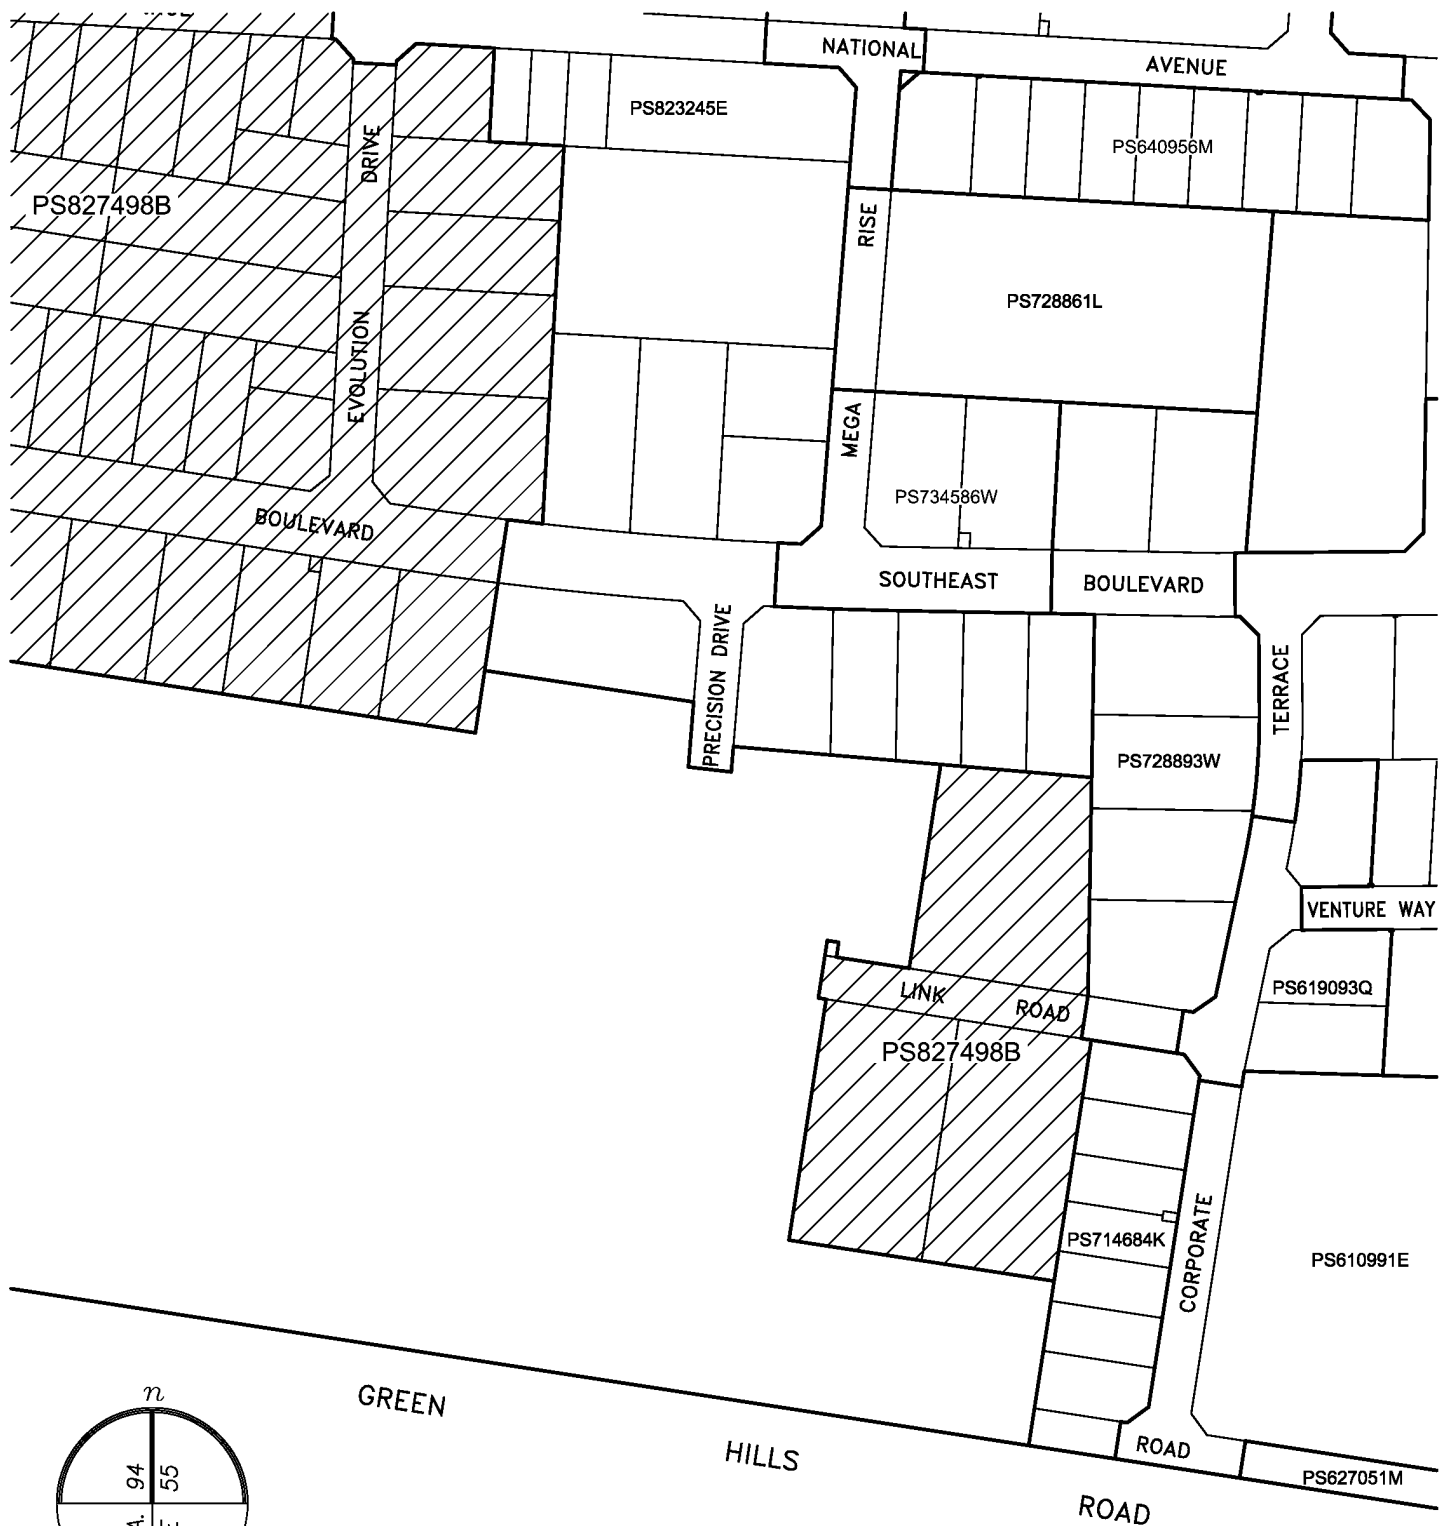 NATIONAL
AVENUE
PS823245E
PS640956M
DRIVE
PS827498B
RISE
PS728861L
EVOLUTION
MEGA
PS734586W
BOULEVARD
SOUTHEAST
BOULEVARD
PRECISION DRIVE
TERRACE
PS728893W
VENTURE WAY
LINK
ROAD
PS619093Q
PS827498B
PS714684K
CORPORATE
PS610991E
GREEN
HILLS
ROAD
ROAD
PS627051M
n
94
55